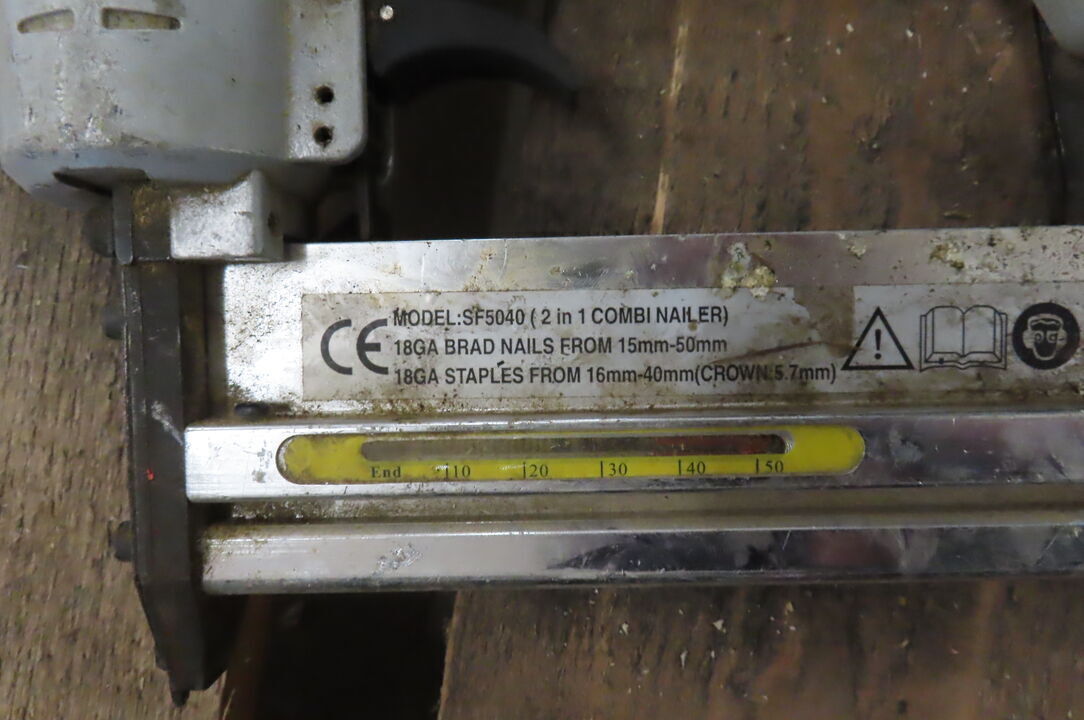 CE
MODEL:SF5040 ( 2 in 1 COMBI NAILER)
18GA BRAD NAILS FROM 15mm-50mm
18GA STAPLES FROM 16mm-40mm(CROWN:5.7mm)
End 10 20 30 40 50